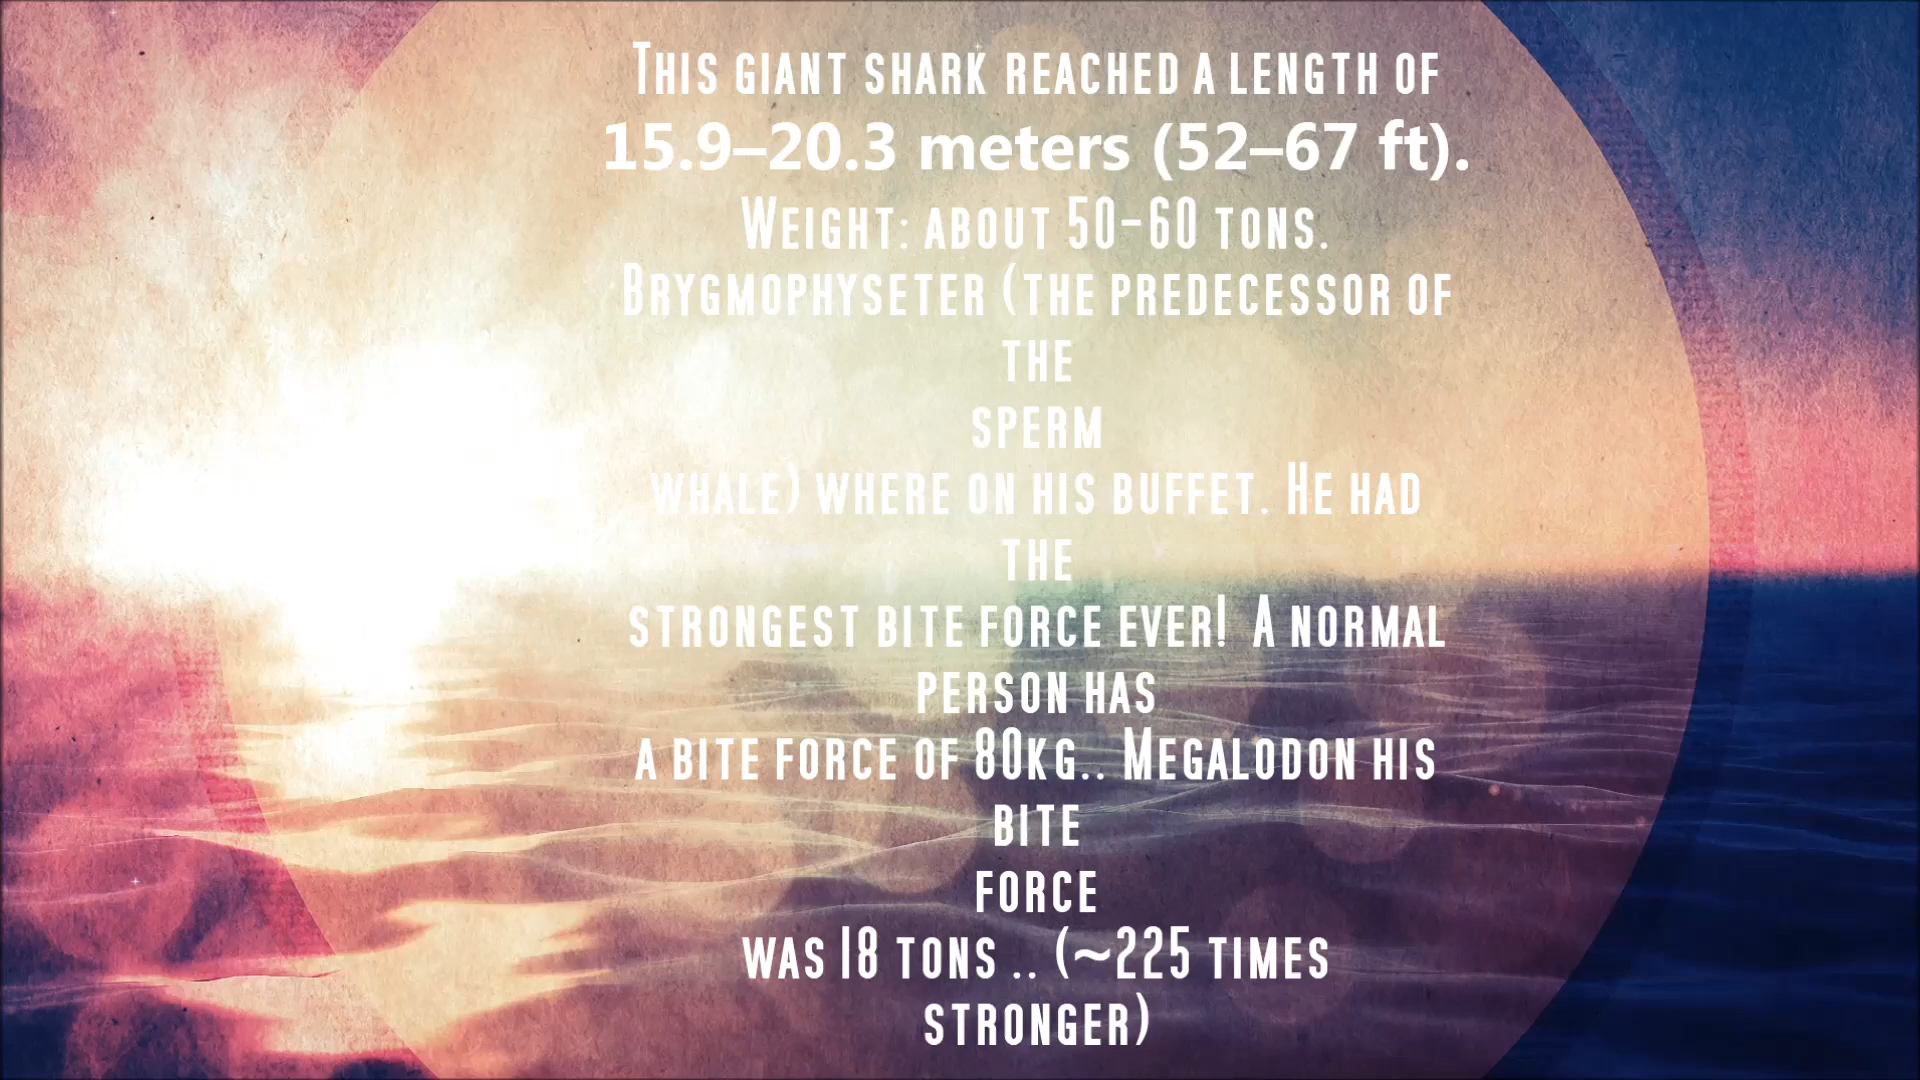 This giant shark reached a length of
15.9–20.3 meters (52–67 ft).
Weight: about 50-60 tons.
Brygmophyseter (the predecessor of
the
sperm
whale) where on his buffet. He had
the
strongest bite force ever! A normal
person has
a bite force of 80kg.. Megalodon his
bite
force
was 18 tons .. (~225 times
stronger)